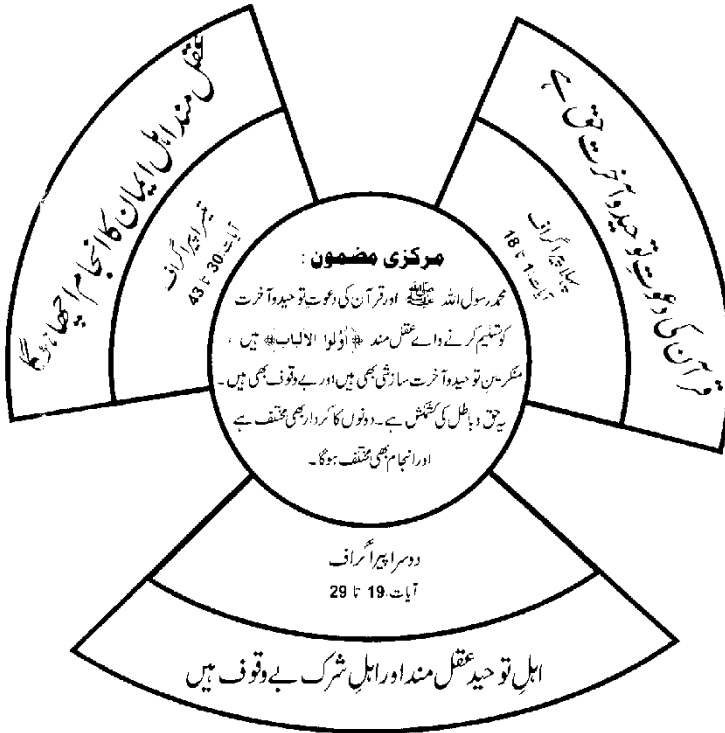 قرآن کی دعوتِ توحید و آخرت حق ہے
پہلا پیراگراف
آیات: 1 تا 18
عقل مند اہل ایمان کا انجام اچھا ہوگا
تیسرا پیراگراف
آیات: 30 تا 43
مرکزی مضمون :
محمد رسول اللہ ﷺ اور قرآن کی دعوتِ توحید و آخرت
کو تسلیم کرنے والے عقل مند ﴿اُولُوا الالباب﴾ ہیں ،
منکرینِ توحید و آخرت سازشی بھی ہیں اور بے وقوف بھی ہیں ۔
یہ حق و باطل کی کشمکش ہے ۔ دونوں کا کردار بھی مختلف ہے
اور انجام بھی مختلف ہوگا ۔
دوسرا پیراگراف
آیات: 19 تا 29
اہلِ توحید عقل مند اور اہلِ شرک بے وقوف ہیں